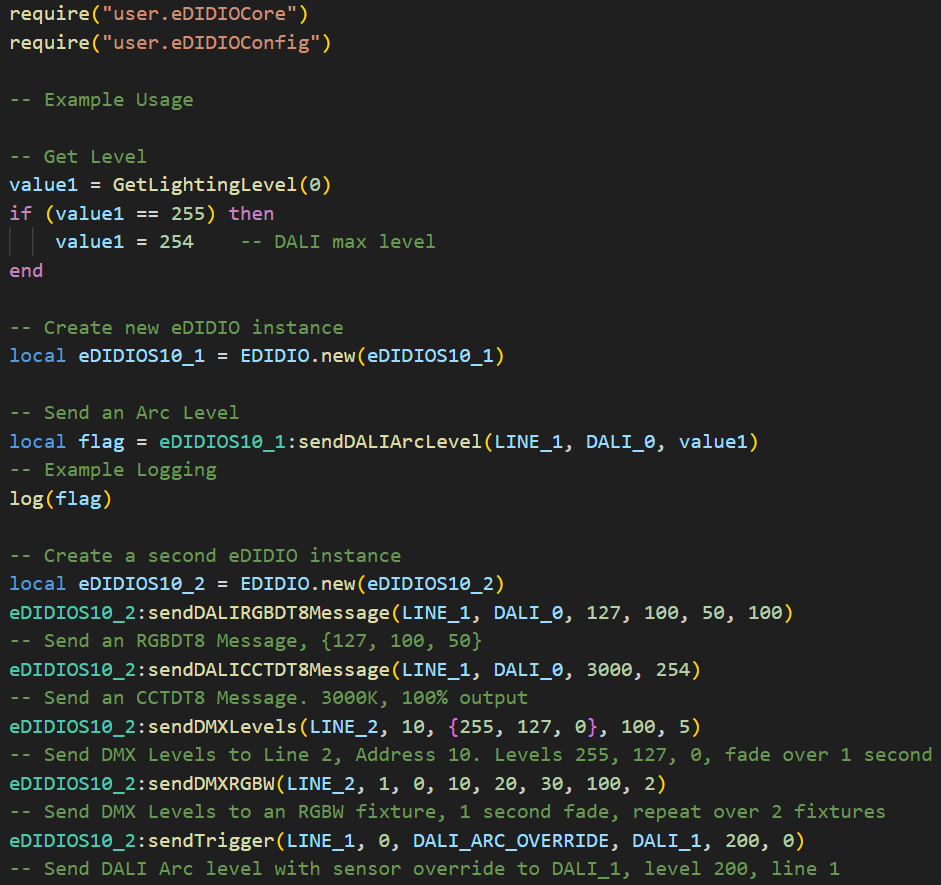 require("user.eDIDIOCore")
require("user.eDIDIOConfig")
-- Example Usage
-- Get Level
value1 = GetLightingLevel(0)
if (value1 == 255) then
value1 = 254    -- DALI max level
end
-- Create new eDIDIO instance
local eDIDIOS10_1 = EDIDIO.new(eDIDIOS10_1)
-- Send an Arc Level
local flag = eDIDIOS10_1:sendDALIArcLevel(LINE_1, DALI_0, value1)
-- Example Logging
log(flag)
-- Create a second eDIDIO instance
local eDIDIOS10_2 = EDIDIO.new(eDIDIOS10_2)
eDIDIOS10_2:sendDALIRGBDT8Message(LINE_1, DALI_0, 127, 100, 50, 100)
-- Send an RGBDT8 Message, {127, 100, 50}
eDIDIOS10_2:sendDALICCTDT8Message(LINE_1, DALI_0, 3000, 254)
-- Send an CCTDT8 Message. 3000K, 100% output
eDIDIOS10_2:sendDMXLevels(LINE_2, 10, {255, 127, 0}, 100, 5)
-- Send DMX Levels to Line 2, Address 10. Levels 255, 127, 0, fade over 1 second
eDIDIOS10_2:sendDMXRGBW(LINE_2, 1, 0, 10, 20, 30, 100, 2)
-- Send DMX Levels to an RGBW fixture, 1 second fade, repeat over 2 fixtures
eDIDIOS10_2:sendTrigger(LINE_1, 0, DALI_ARC_OVERRIDE, DALI_1, 200, 0)
-- Send DALI Arc level with sensor override to DALI_1, level 200, line 1